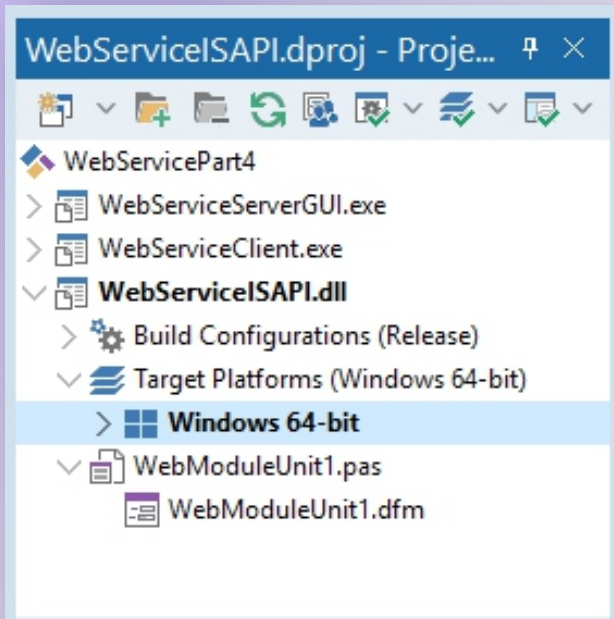 WebServiceISAPI.dproj - Proje...
WebServicePart4
WebServiceServerGUI.exe
WebServiceClient.exe
WebServiceISAPI.dll
Build Configurations (Release)
Target Platforms (Windows 64-bit)
Windows 64-bit
WebModuleUnit1.pas
WebModuleUnit1.dfm